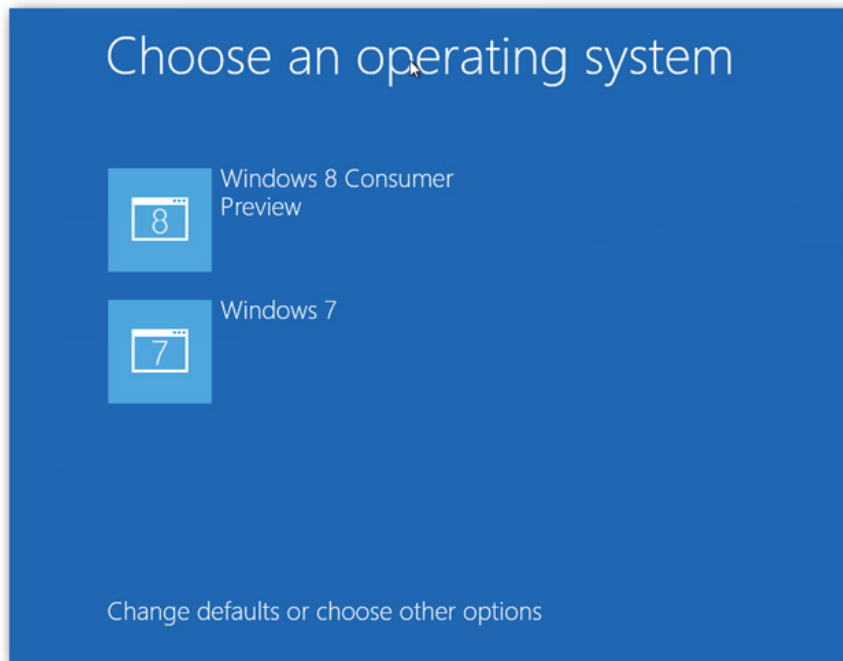 Choose an operating system
8
Windows 8 Consumer
Preview
7
Windows 7
Change defaults or choose other options